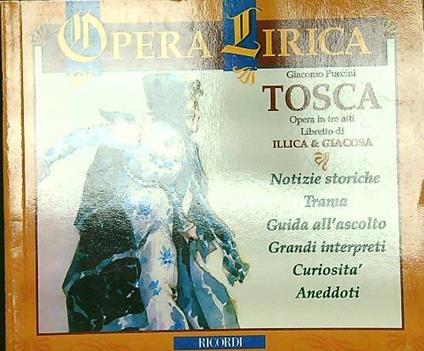 OPERA LIRICA
Giacomo Puccini
TOSCA
Opera in tre atti
Libretto di
ILLICA & GIACOSA
Notizie storiche
Trama
Guida all'ascolto
Grandi interpreti
Curiosita'
Aneddoti
RICORDI